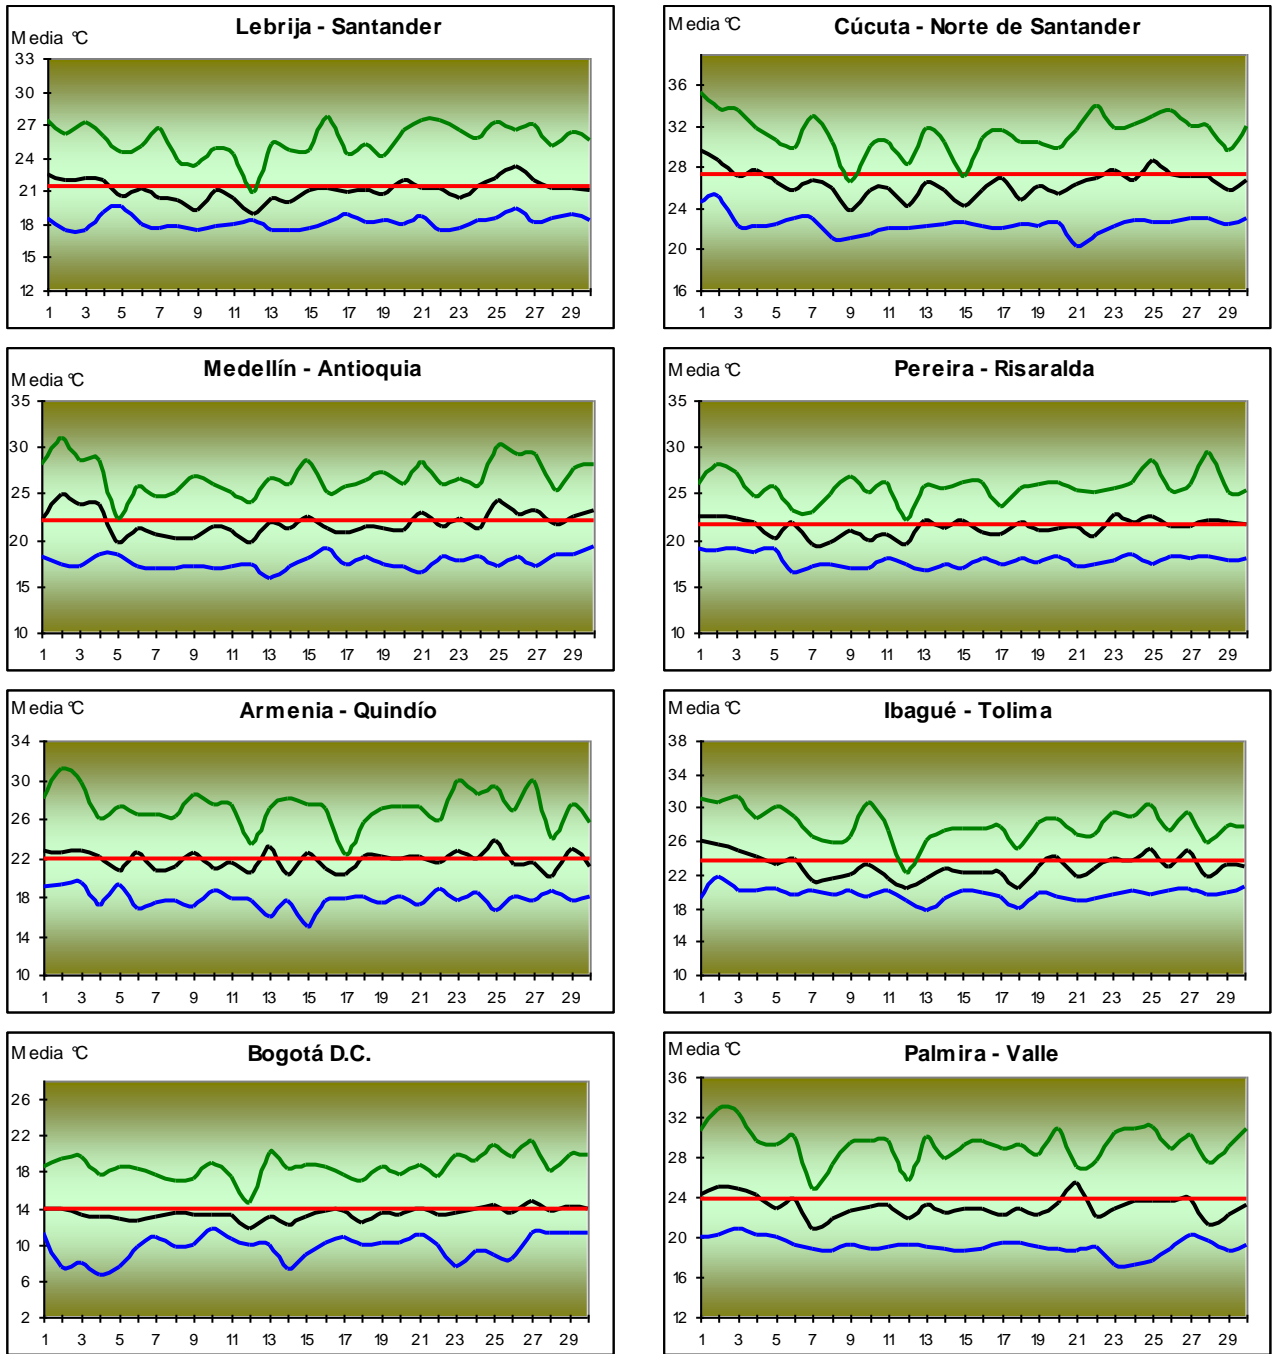 Lebrija - Santander
Media ºC
33
30
27
24
21
18
15
12
1 3 5 7 9 11 13 15 17 19 21 23 25 27 29
Cúcuta - Norte de Santander
Media ºC
36
32
28
24
20
16
1 3 5 7 9 11 13 15 17 19 21 23 25 27 29
Medellín - Antioquia
Media ºC
35
30
25
20
15
10
1 3 5 7 9 11 13 15 17 19 21 23 25 27 29
Pereira - Risaralda
Media ºC
35
30
25
20
15
10
1 3 5 7 9 11 13 15 17 19 21 23 25 27 29
Armenia - Quindío
Media ºC
34
30
26
22
18
14
10
1 3 5 7 9 11 13 15 17 19 21 23 25 27 29
Ibagué - Tolima
Media ºC
38
34
30
26
22
18
14
10
1 3 5 7 9 11 13 15 17 19 21 23 25 27 29
Bogotá D.C.
Media ºC
26
22
18
14
10
6
2
1 3 5 7 9 11 13 15 17 19 21 23 25 27 29
Palmira - Valle
Media ºC
36
32
28
24
20
16
12
1 3 5 7 9 11 13 15 17 19 21 23 25 27 29